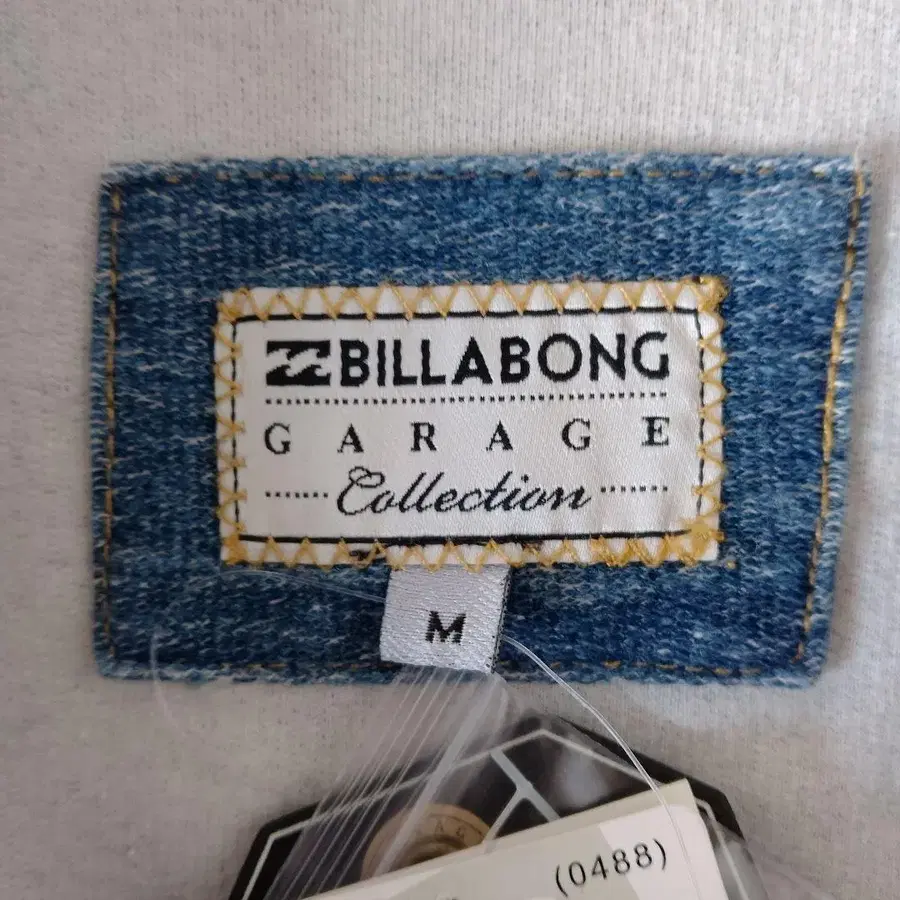 BILLABONG
GARAGE
Collection
M
(0488)